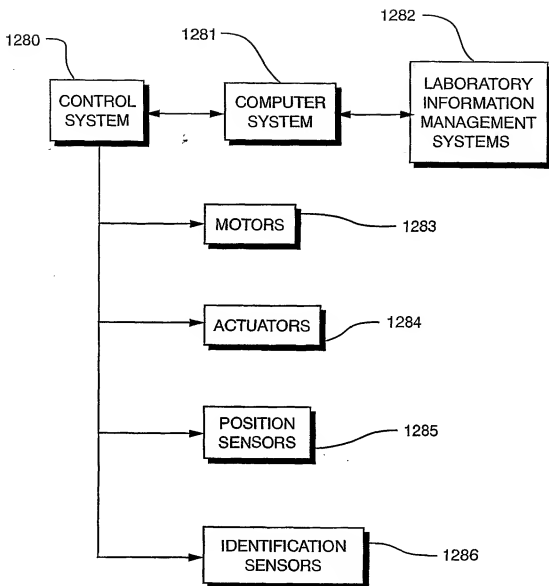 1280
1281
1282
CONTROL
SYSTEM
COMPUTER
SYSTEM
LABORATORY
INFORMATION
MANAGEMENT
SYSTEMS
MOTORS
1283
ACTUATORS
1284
POSITION
SENSORS
1285
IDENTIFICATION
SENSORS
1286